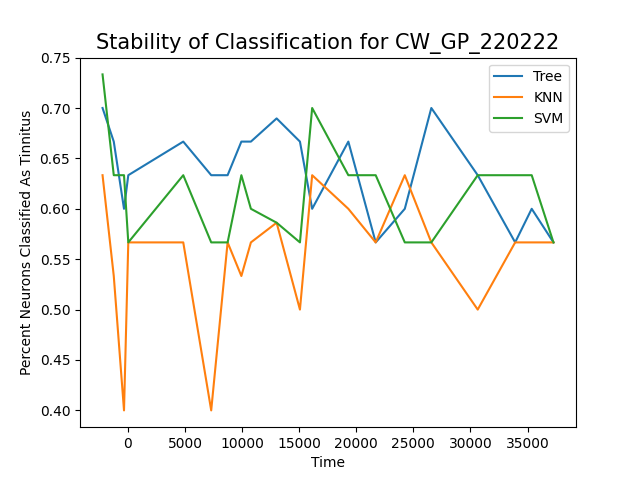 Stability of Classification for CW_GP_220222
Tree
KNN
SVM
Percent Neurons Classified As Tinnitus
0.75
0.70
0.65
0.60
0.55
0.50
0.45
0.40
0 5000 10000 15000 20000 25000 30000 35000
Time